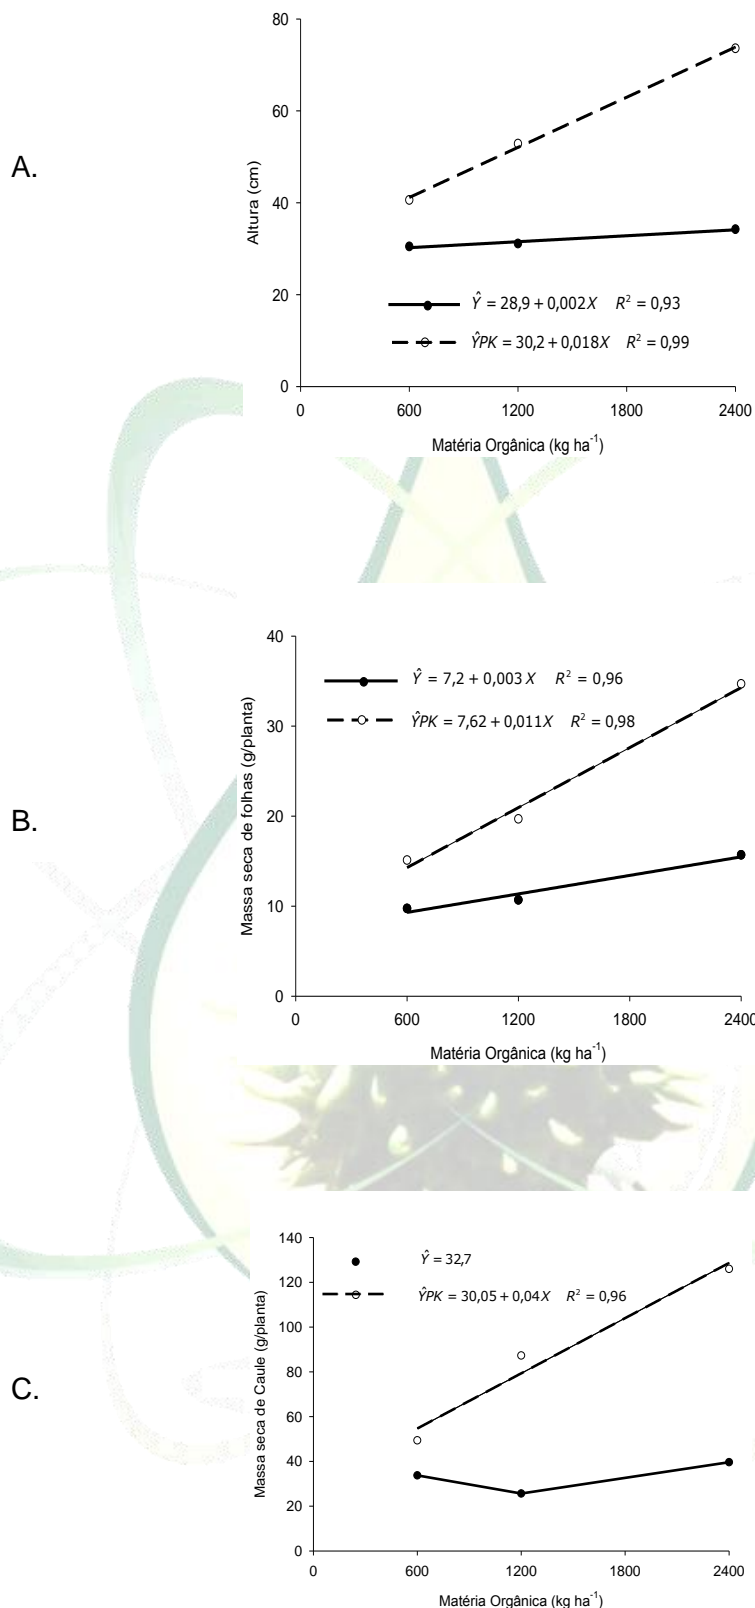 A.
Altura (cm)
80
60
40
20
0
Ŷ = 28,9 + 0,002X R² = 0,93
ŶPK = 30,2 + 0,018X R² = 0,99
0 600 1200 1800 2400
Matéria Orgânica (kg ha⁻¹)
B.
Massa seca de folhas (g/planta)
40
30
20
10
0
Ŷ = 7,2 + 0,003X R² = 0,96
ŶPK = 7,62 + 0,011X R² = 0,98
0 600 1200 1800 2400
Matéria Orgânica (kg ha⁻¹)
C.
Massa seca de Caule (g/planta)
140
120
100
80
60
40
20
0
Ŷ = 32,7
ŶPK = 30,05 + 0,04X R² = 0,96
0 600 1200 1800 2400
Matéria Orgânica (kg ha⁻¹)